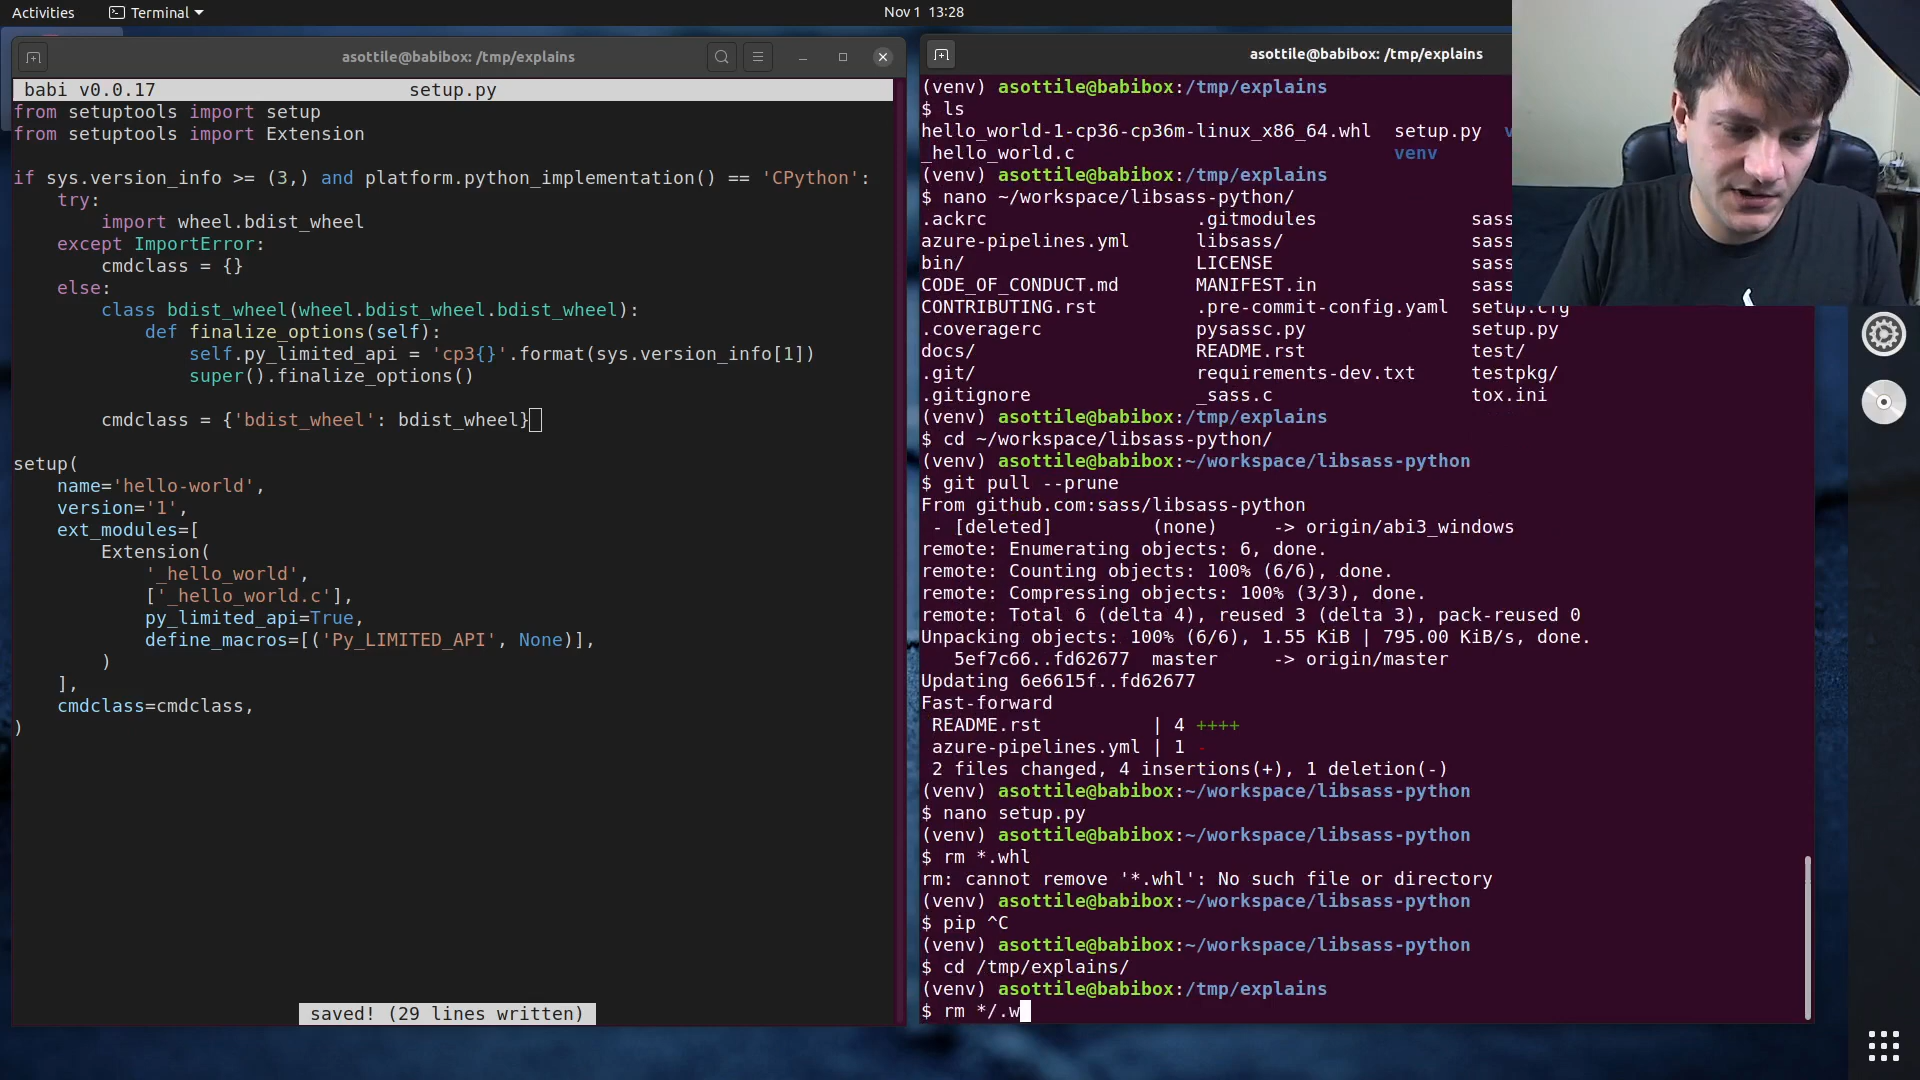 Activities Terminal Nov 1 13:28
asottile@babibox: /tmp/explains
babi v0.0.17 setup.py
from setuptools import setup
from setuptools import Extension
if sys.version_info >= (3,) and platform.python_implementation() == 'CPython':
try:
import wheel.bdist_wheel
except ImportError:
cmdclass = {}
else:
class bdist_wheel(wheel.bdist_wheel.bdist_wheel):
def finalize_options(self):
self.py_limited_api = 'cp3{}'.format(sys.version_info[1])
super().finalize_options()
cmdclass = {'bdist_wheel': bdist_wheel}
setup(
name='hello-world',
version='1',
ext_modules=[
Extension(
'_hello_world',
['_hello_world.c'],
py_limited_api=True,
define_macros=[('Py_LIMITED_API', None)],
)
],
cmdclass=cmdclass,
)
saved! (29 lines written)
asottile@babibox: /tmp/explains
(venv) asottile@babibox:/tmp/explains
$ ls
hello_world-1-cp36-cp36m-linux_x86_64.whl setup.py
_hello_world.c venv
(venv) asottile@babibox:/tmp/explains
$ nano ~/workspace/libsass-python/
.ackrc .gitmodules sass
azure-pipelines.yml libsass/ sass
bin/ LICENSE sass
CODE_OF_CONDUCT.md MANIFEST.in sass
CONTRIBUTING.rst .pre-commit-config.yaml setup.cfg
.coveragerc pysassc.py setup.py
docs/ README.rst test/
.git/ requirements-dev.txt testpkg/
.gitignore _sass.c tox.ini
(venv) asottile@babibox:/tmp/explains
$ cd ~/workspace/libsass-python/
(venv) asottile@babibox:~/workspace/libsass-python
$ git pull --prune
From github.com:sass/libsass-python
- [deleted] (none) -> origin/abi3_windows
remote: Enumerating objects: 6, done.
remote: Counting objects: 100% (6/6), done.
remote: Compressing objects: 100% (3/3), done.
remote: Total 6 (delta 4), reused 3 (delta 3), pack-reused 0
Unpacking objects: 100% (6/6), 1.55 KiB | 795.00 KiB/s, done.
5ef7c66..fd62677 master -> origin/master
Updating 6e6615f..fd62677
Fast-forward
README.rst | 4 ++++
azure-pipelines.yml | 1 -
2 files changed, 4 insertions(+), 1 deletion(-)
(venv) asottile@babibox:~/workspace/libsass-python
$ nano setup.py
(venv) asottile@babibox:~/workspace/libsass-python
$ rm *.whl
rm: cannot remove '*.whl': No such file or directory
(venv) asottile@babibox:~/workspace/libsass-python
$ pip ^C
(venv) asottile@babibox:~/workspace/libsass-python
$ cd /tmp/explains/
(venv) asottile@babibox:/tmp/explains
$ rm */.w